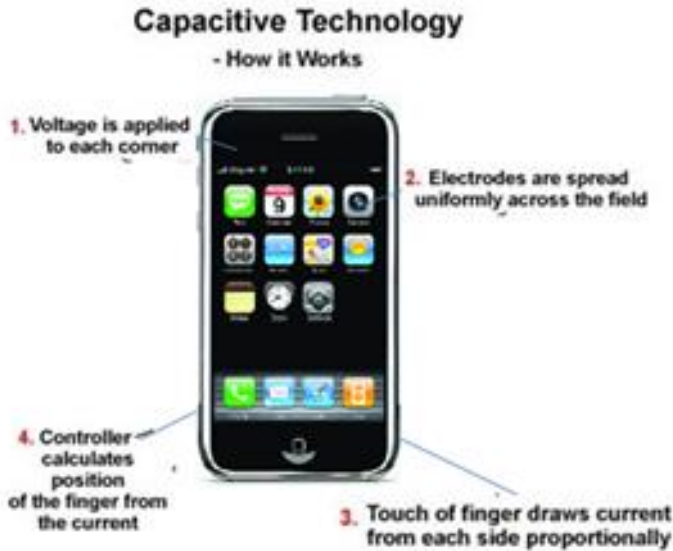 Capacitive Technology
- How it Works
1. Voltage is applied
to each corner
2. Electrodes are spread
uniformly across the field
9
4. Controller
calculates
position
of the finger from
the current
3. Touch of finger draws current
from each side proportionally